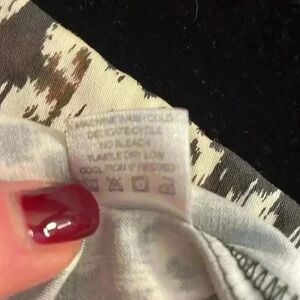 MACHINE WASH COLD
DELICATE CYCLE
NO BLEACH
TUMBLE DRY LOW
COOL IRON IF NEEDED